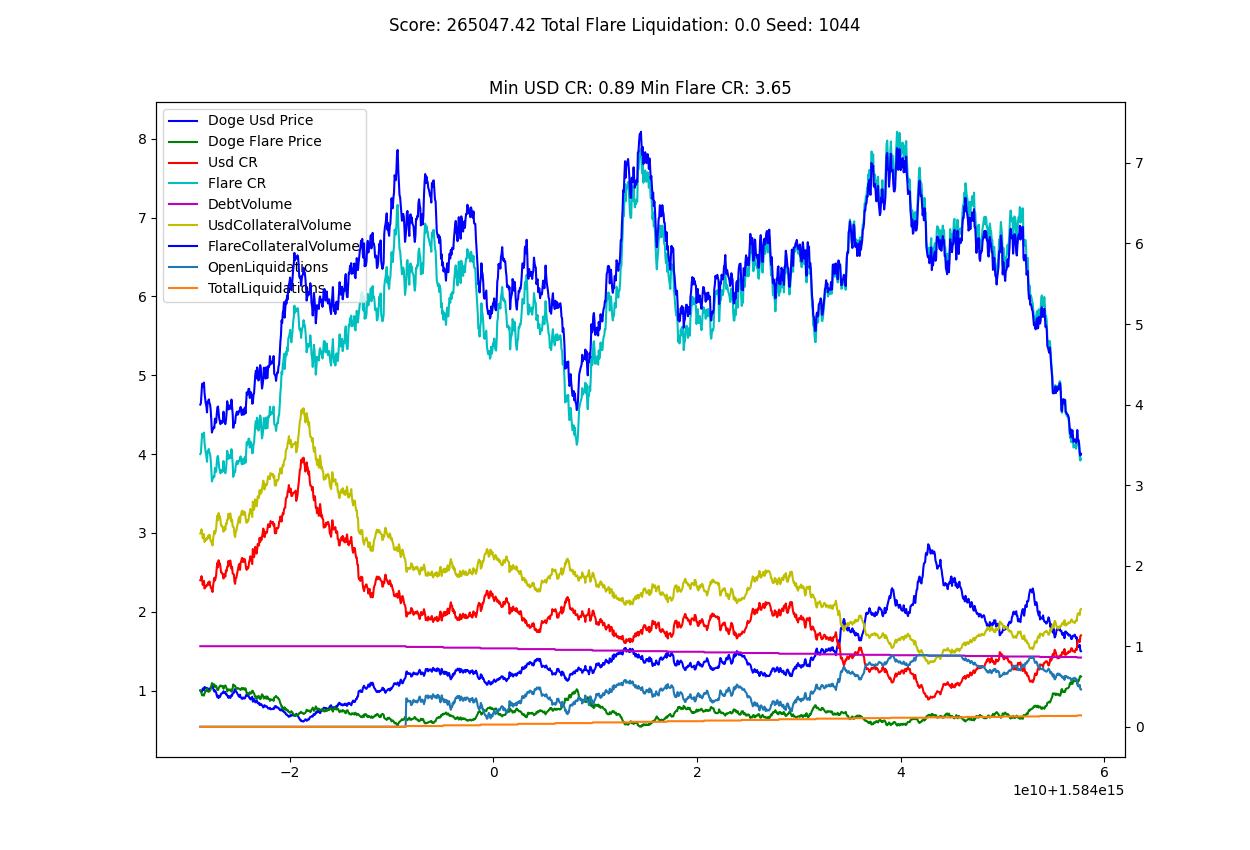 Score: 265047.42 Total Flare Liquidation: 0.0 Seed: 1044
Min USD CR: 0.89 Min Flare CR: 3.65
Doge Usd Price
Doge Flare Price
Usd CR
Flare CR
DebtVolume
UsdCollateralVolume
FlareCollateralVolume
OpenLiquidations
TotalLiquidations
8
7
6
5
4
3
2
1
7
6
5
4
3
2
1
0
−2
0
2
4
6
1e10+1.584e15